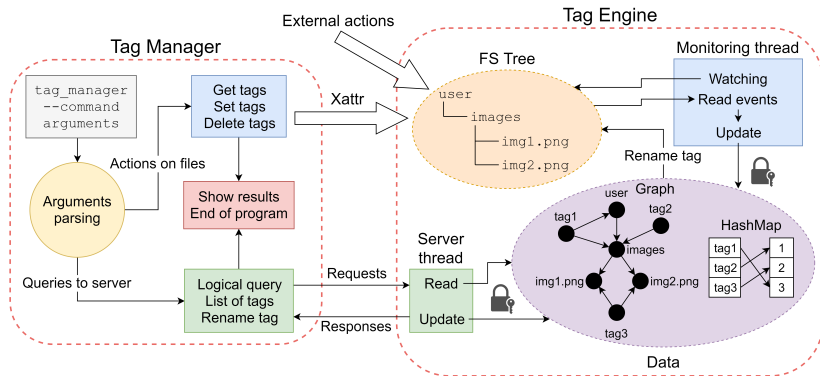 External actions
Tag Engine
Tag Manager
FS Tree
Monitoring thread
tag_manager
--command
arguments
Get tags
Set tags
Delete tags
Xattr
user
images
img1.png
img2.png
Watching
Read events
Update
Actions on files
Rename tag
Arguments
parsing
Show results
End of program
Graph
user
tag1
tag2
images
img1.png
img2.png
tag3
HashMap
tag1
tag2
tag3
1
2
3
Server
thread
Queries to server
Logical query
List of tags
Rename tag
Requests
Responses
Read
Update
Data